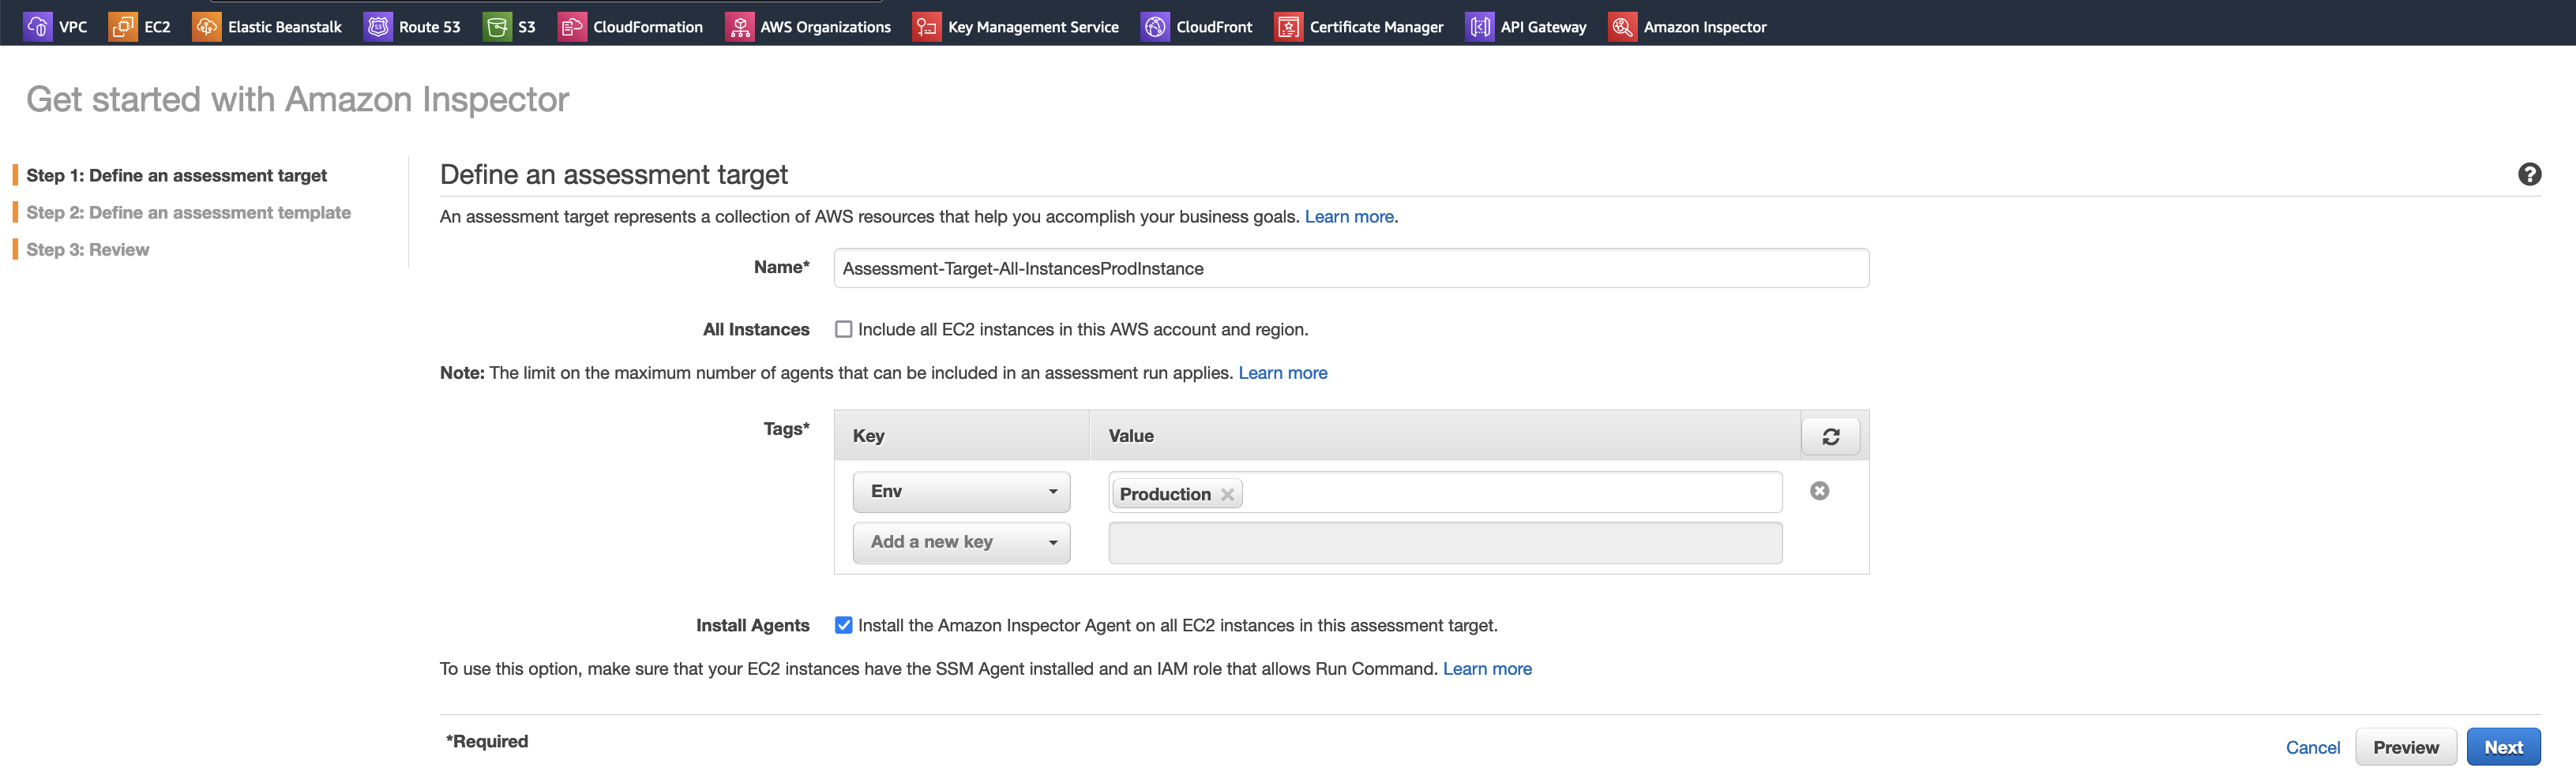 VPC EC2 Elastic Beanstalk Route 53 S3 CloudFormation AWS Organizations Key Management Service CloudFront Certificate Manager API Gateway Amazon Inspector
Get started with Amazon Inspector
Step 1: Define an assessment target
Step 2: Define an assessment template
Step 3: Review
Define an assessment target
An assessment target represents a collection of AWS resources that help you accomplish your business goals. Learn more.
Name* Assessment-Target-All-InstancesProdInstance
All Instances Include all EC2 instances in this AWS account and region.
Note: The limit on the maximum number of agents that can be included in an assessment run applies. Learn more
Tags* Key Value
Env Production
Add a new key
Install Agents Install the Amazon Inspector Agent on all EC2 instances in this assessment target.
To use this option, make sure that your EC2 instances have the SSM Agent installed and an IAM role that allows Run Command. Learn more
*Required Cancel Preview Next